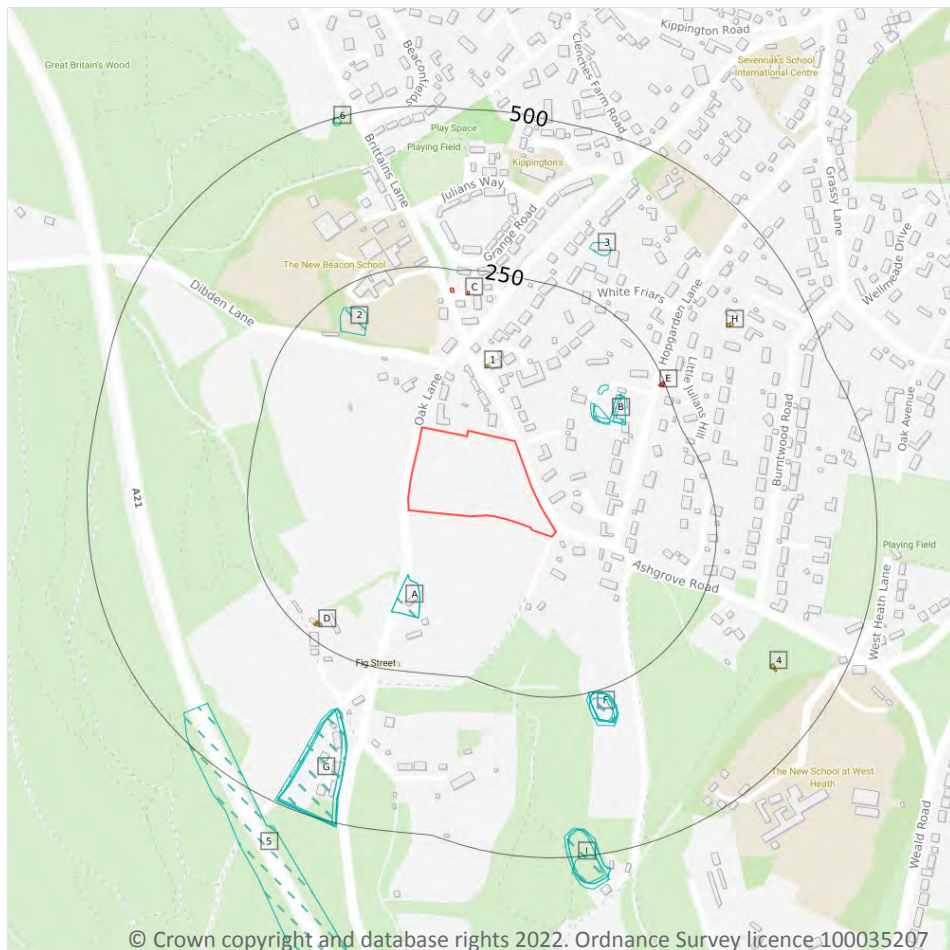 Kippington Road
Great Britain's Wood
Beaconfields
Clenches Farm Road
Sevenoaks School
International Centre
6
500
Play Space
Playing Field
Kippington's
Brittains Lane
Julians Way
Grassy Lane
Grange Road
3
The New Beacon School
250
C
Wellmeade Drive
White Friars
Dibden Lane
2
Hopgarden Lane
H
1
E
Oak Lane
Little Julians Hill
B
Burntwood Road
Oak Avenue
A21
Playing Field
Ashgrove Road
A
West Heath Lane
D
4
Fig Street
F
G
The New School at West
Heath
5
I
Weald Road
© Crown copyright and database rights 2022. Ordnance Survey licence 100035207